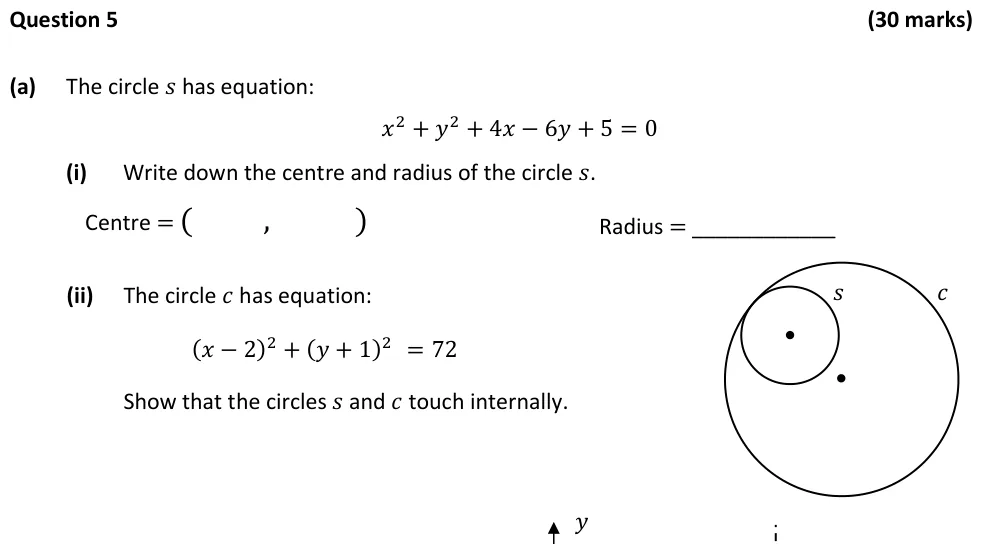 Question 5 (30 marks)
(a) The circle s has equation:
x² + y² + 4x − 6y + 5 = 0
(i) Write down the centre and radius of the circle s.
Centre = ( , ) Radius = ____________
(ii) The circle c has equation:
s c
(x − 2)² + (y + 1)² = 72
Show that the circles s and c touch internally.
y